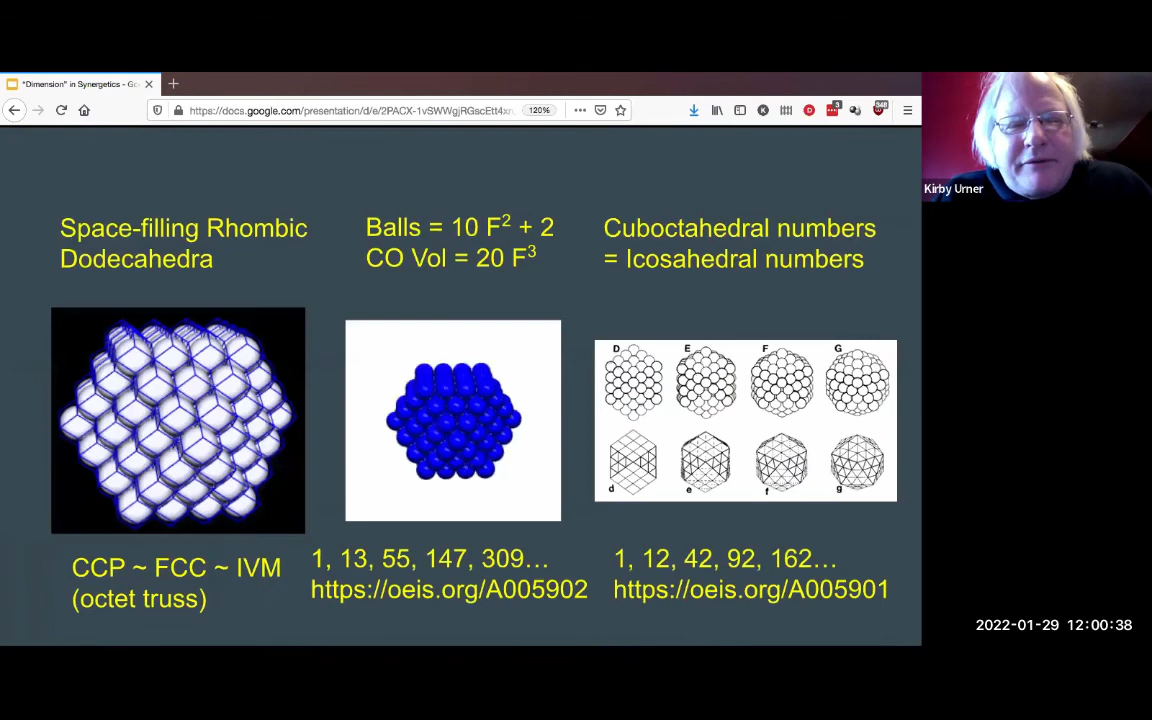 "Dimension" in Synergetics - Go
https://docs.google.com/presentation/d/e/2PACX-1vSWWgjRGscEtt4xr
120%
Kirby Urner
Space-filling Rhombic
Dodecahedra
Balls = 10 F² + 2
CO Vol = 20 F³
Cuboctahedral numbers
= Icosahedral numbers
D E F G
d e f g
CCP ~ FCC ~ IVM
(octet truss)
1, 13, 55, 147, 309...
https://oeis.org/A005902
1, 12, 42, 92, 162...
https://oeis.org/A005901
2022-01-29 12:00:38